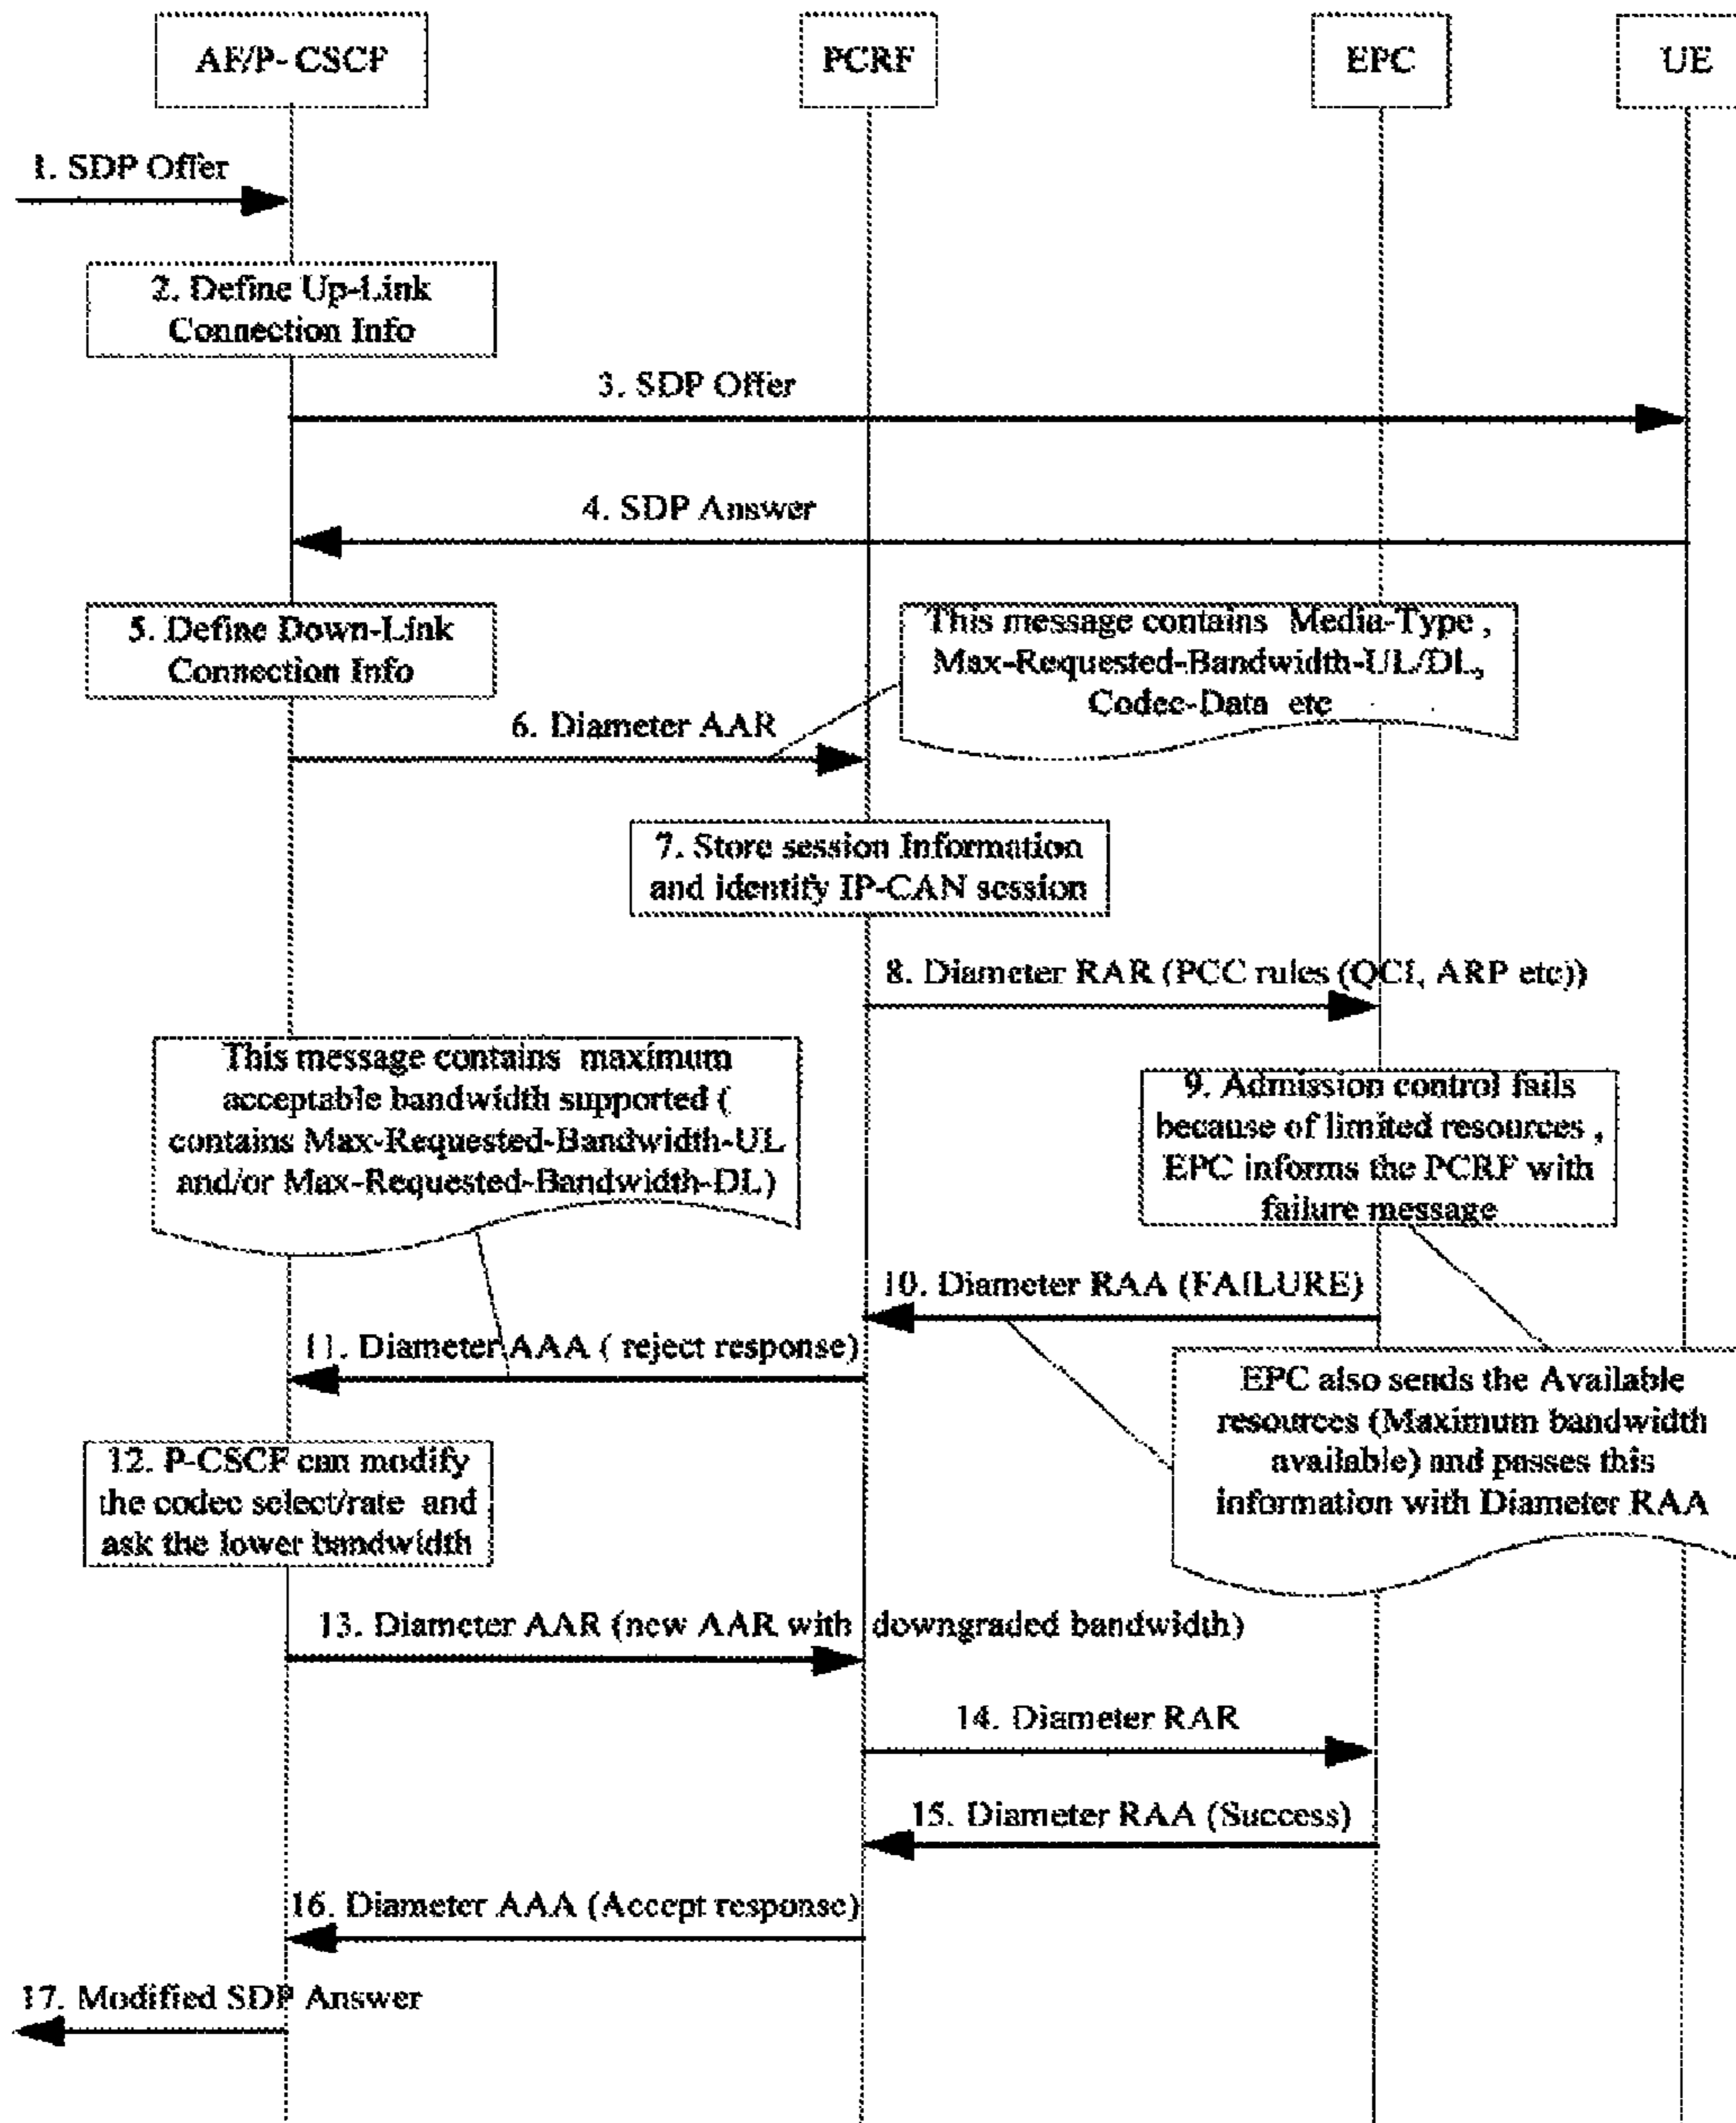 AF/P-CSCF
PCRF
EPC
UE
1. SDP Offer
2. Define Up-Link
Connection Info
3. SDP Offer
4. SDP Answer
5. Define Down-Link
Connection Info
This message contains Media-Type,
Max-Requested-Bandwidth-UL/DL,
Codec-Data etc
6. Diameter AAR
7. Store session Information
and identify IP-CAN session
8. Diameter RAR (PCC rules (QCI, ARP etc))
This message contains maximum
acceptable bandwidth supported (
contains Max-Requested-Bandwidth-UL
and/or Max-Requested-Bandwidth-DL)
9. Admission control fails
because of limited resources,
EPC informs the PCRF with
failure message
10. Diameter RAA (FAILURE)
11. Diameter AAA ( reject response)
EPC also sends the Available
resources (Maximum bandwidth
available) and passes this
information with Diameter RAA
12. P-CSCF can modify
the codec select/rate and
ask the lower bandwidth
13. Diameter AAR (new AAR with downgraded bandwidth)
14. Diameter RAR
15. Diameter RAA (Success)
16. Diameter AAA (Accept response)
17. Modified SDP Answer